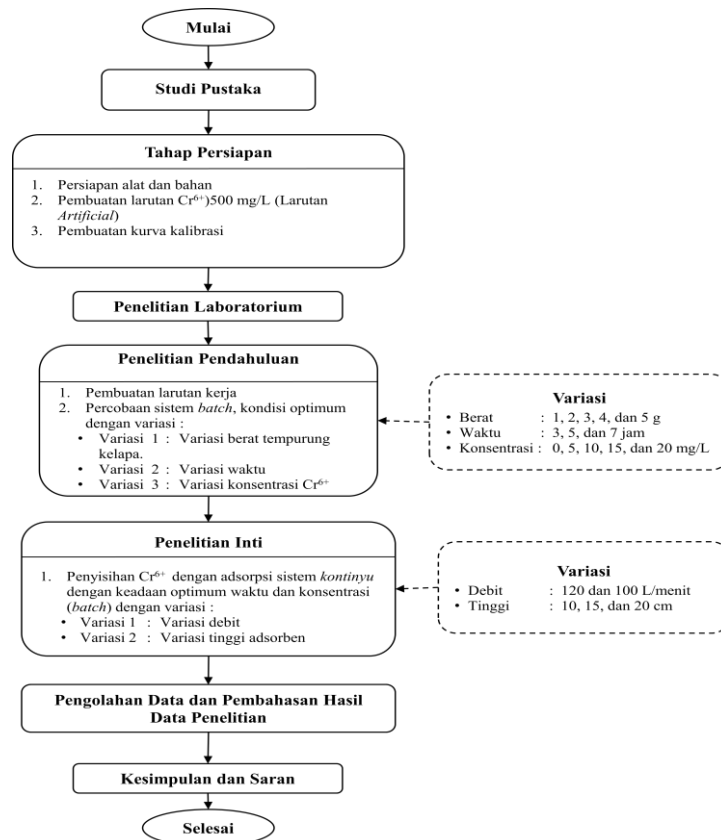 Mulai
Studi Pustaka
Tahap Persiapan
1. Persiapan alat dan bahan
2. Pembuatan larutan Cr⁶⁺)500 mg/L (Larutan
Artificial)
3. Pembuatan kurva kalibrasi
Penelitian Laboratorium
Penelitian Pendahuluan
1. Pembuatan larutan kerja
2. Percobaan sistem batch, kondisi optimum
dengan variasi :
• Variasi 1 : Variasi berat tempurung
kelapa.
• Variasi 2 : Variasi waktu
• Variasi 3 : Variasi konsentrasi Cr⁶⁺
Variasi
• Berat : 1, 2, 3, 4, dan 5 g
• Waktu : 3, 5, dan 7 jam
• Konsentrasi : 0, 5, 10, 15, dan 20 mg/L
Penelitian Inti
1. Penyisihan Cr⁶⁺ dengan adsorpsi sistem kontinyu
dengan keadaan optimum waktu dan konsentrasi
(batch) dengan variasi :
• Variasi 1 : Variasi debit
• Variasi 2 : Variasi tinggi adsorben
Variasi
• Debit : 120 dan 100 L/menit
• Tinggi : 10, 15, dan 20 cm
Pengolahan Data dan Pembahasan Hasil
Data Penelitian
Kesimpulan dan Saran
Selesai